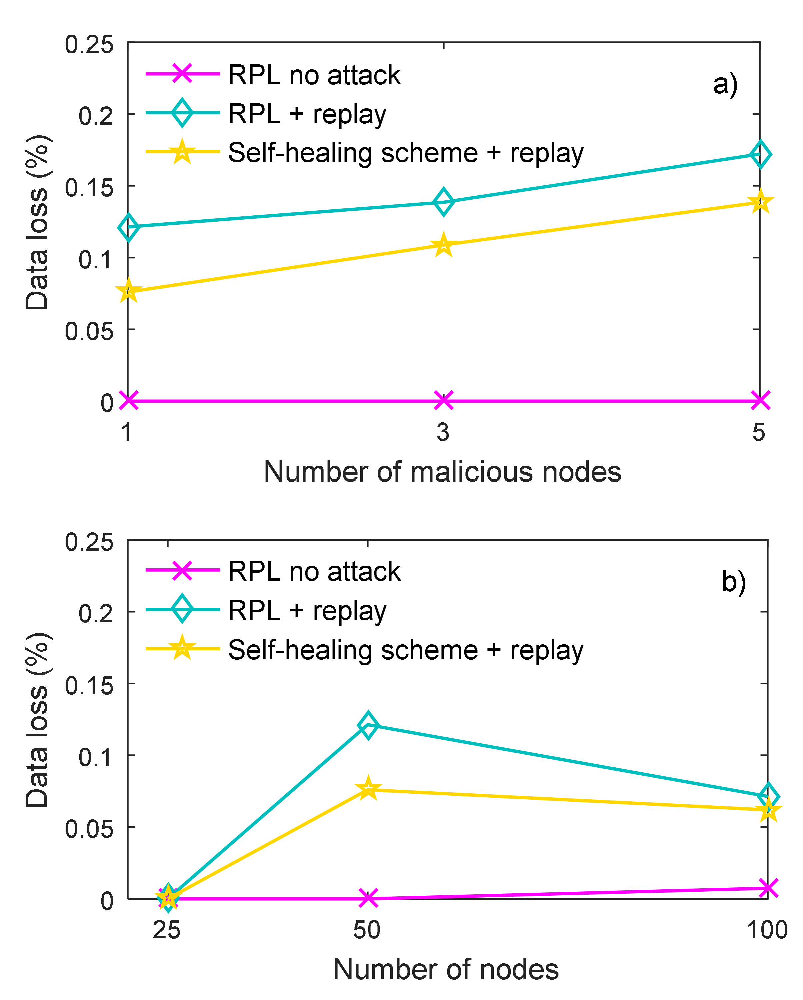 0.25
0.2
0.15
0.1
0.05
0
Data loss (%)
RPL no attack
RPL + replay
Self-healing scheme + replay
a)
1 3 5
Number of malicious nodes
0.25
0.2
0.15
0.1
0.05
0
Data loss (%)
RPL no attack
RPL + replay
Self-healing scheme + replay
b)
25 50 100
Number of nodes